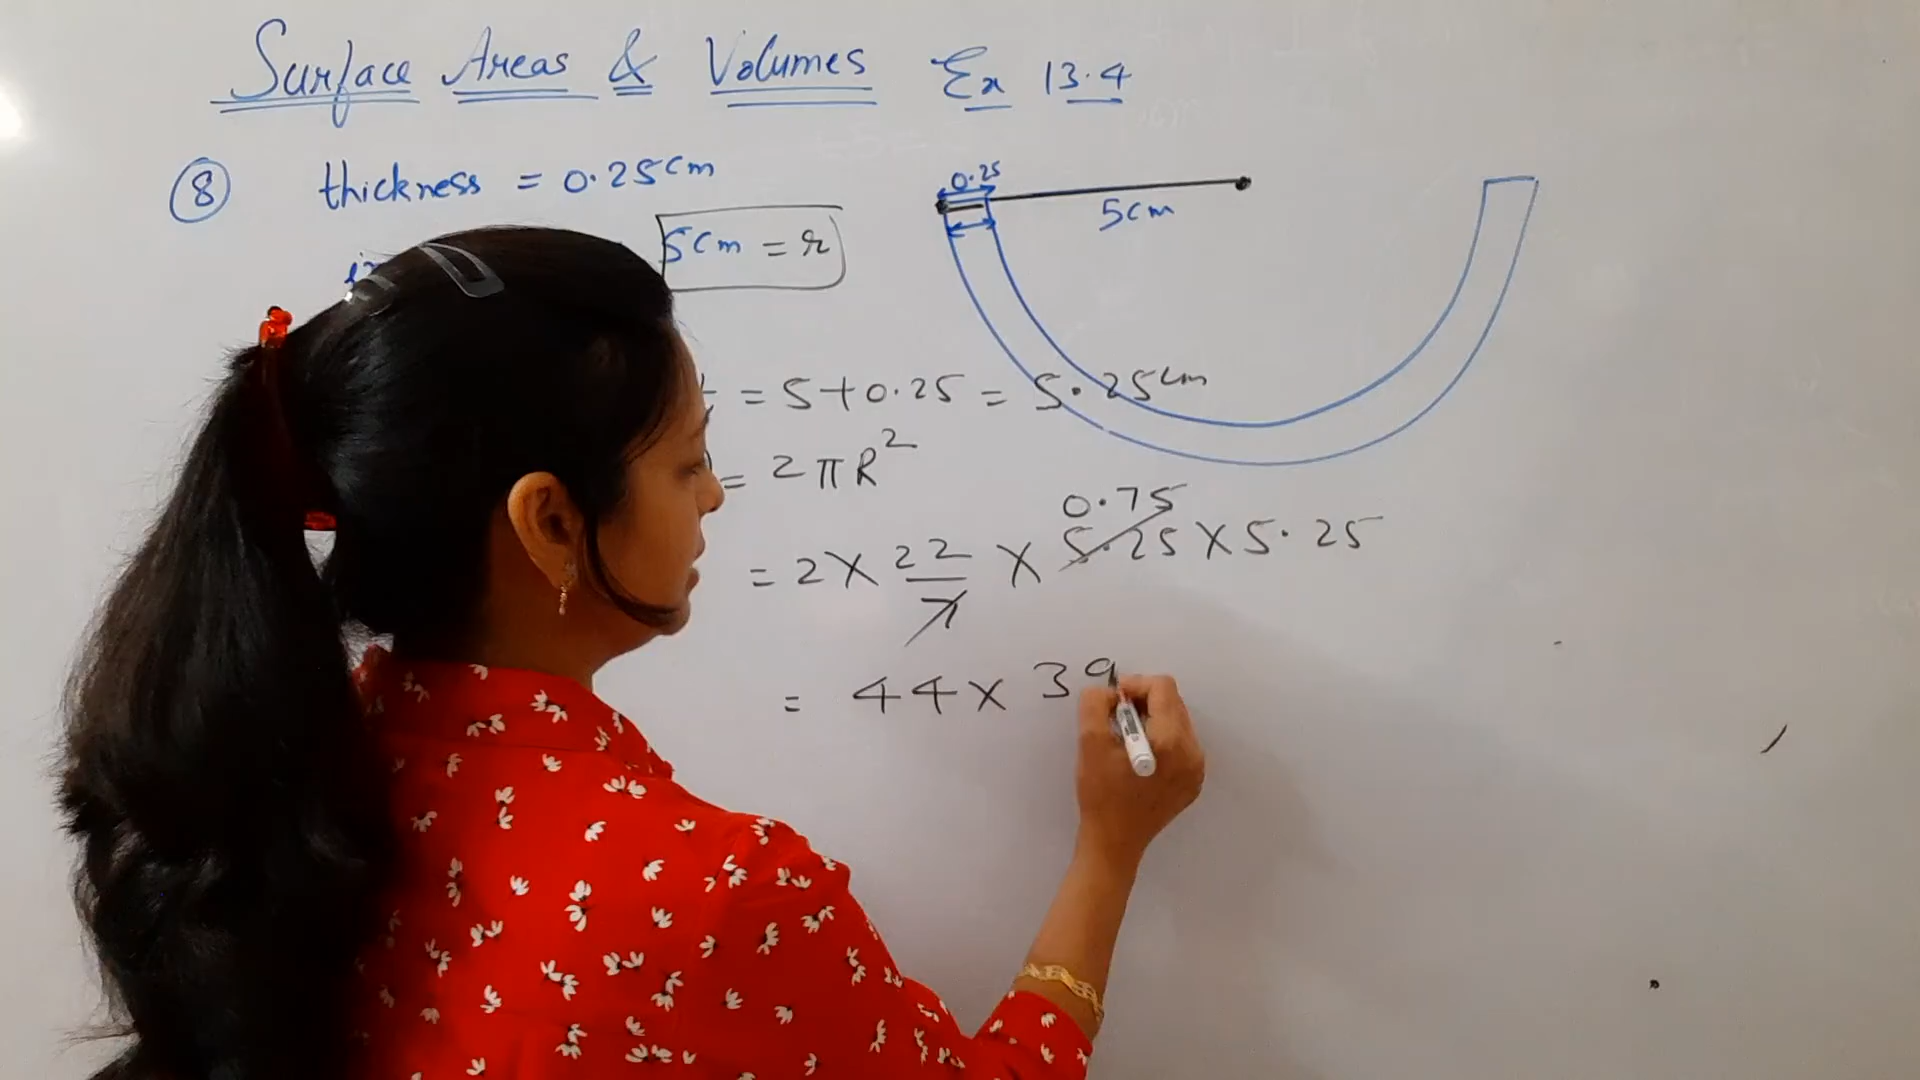 Surface Areas & Volumes Ex 13.4
8 thickness = 0.25cm
0.25
5cm
5cm = r
= 5+0.25 = 5.25cm
= 2πR²
0.75
= 2 × 22/7 × 5.25 × 5.25
= 44 × 39